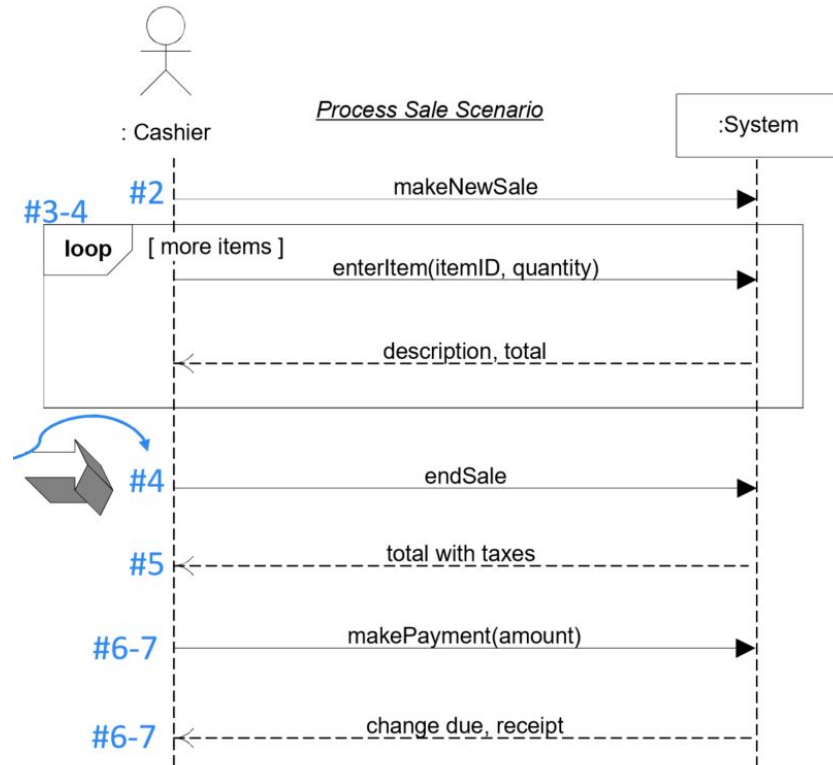 Process Sale Scenario
: Cashier
:System
#2
makeNewSale
#3-4
loop
[ more items ]
enterItem(itemID, quantity)
description, total
#4
endSale
#5
total with taxes
#6-7
makePayment(amount)
#6-7
change due, receipt